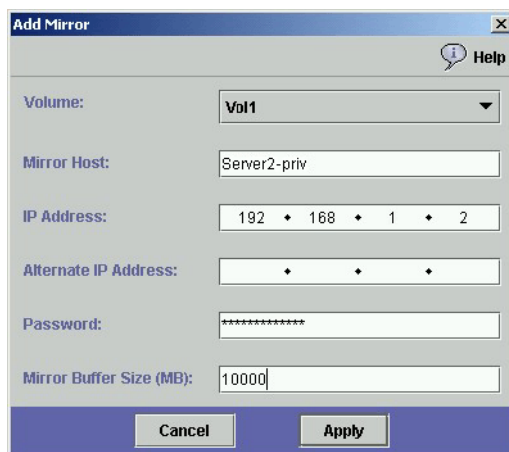 Add Mirror
Help
Volume: Vol1
Mirror Host: Server2-priv
IP Address: 192 • 168 • 1 • 2
Alternate IP Address: • • •
Password: *************
Mirror Buffer Size (MB): 10000
Cancel Apply